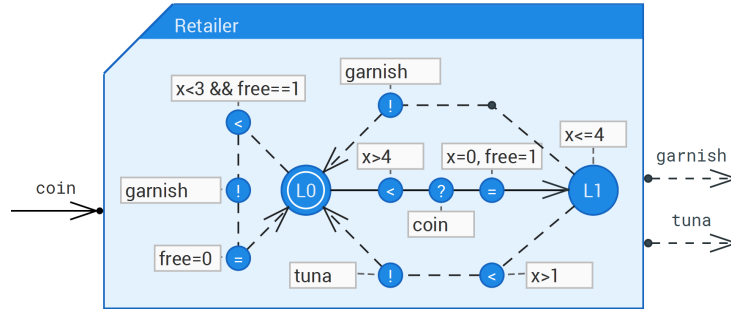 Retailer
garnish
x<3 && free==1
!
<
x<=4
x>4
x=0, free=1
garnish
coin
garnish
!
L0
<
?
=
L1
coin
tuna
free=0
=
tuna
!
<
x>1